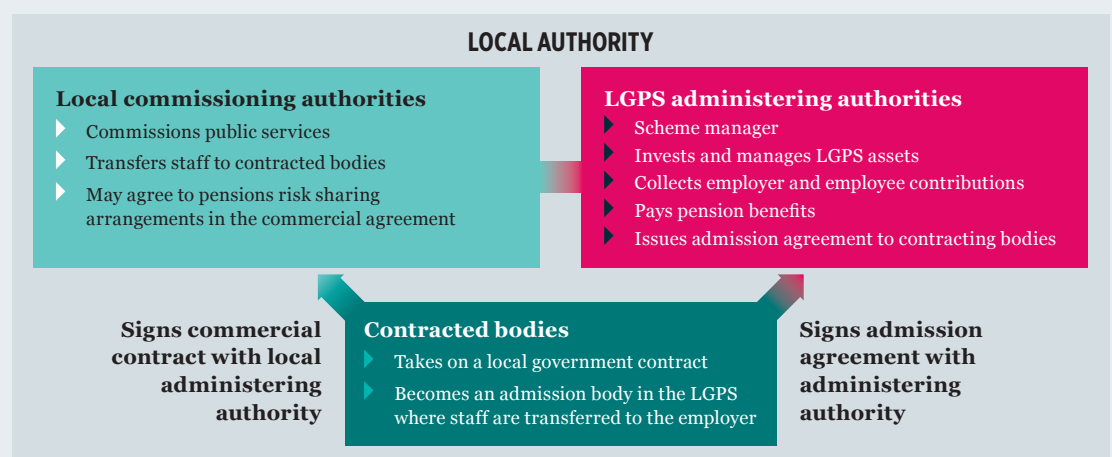 LOCAL AUTHORITY
Local commissioning authorities
Commissions public services
Transfers staff to contracted bodies
May agree to pensions risk sharing
arrangements in the commercial agreement
LGPS administering authorities
Scheme manager
Invests and manages LGPS assets
Collects employer and employee contributions
Pays pension benefits
Issues admission agreement to contracting bodies
Signs commercial
contract with local
administering
authority
Contracted bodies
Takes on a local government contract
Becomes an admission body in the LGPS
where staff are transferred to the employer
Signs admission
agreement with
administering
authority